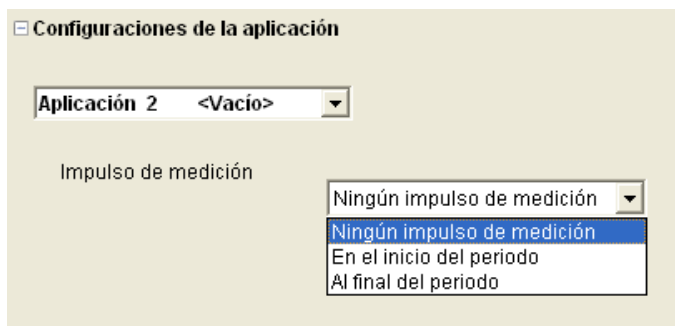 Configuraciones de la aplicación
Aplicación 2 <Vacío>
Impulso de medición
Ningún impulso de medición
Ningún impulso de medición
En el inicio del periodo
Al final del periodo